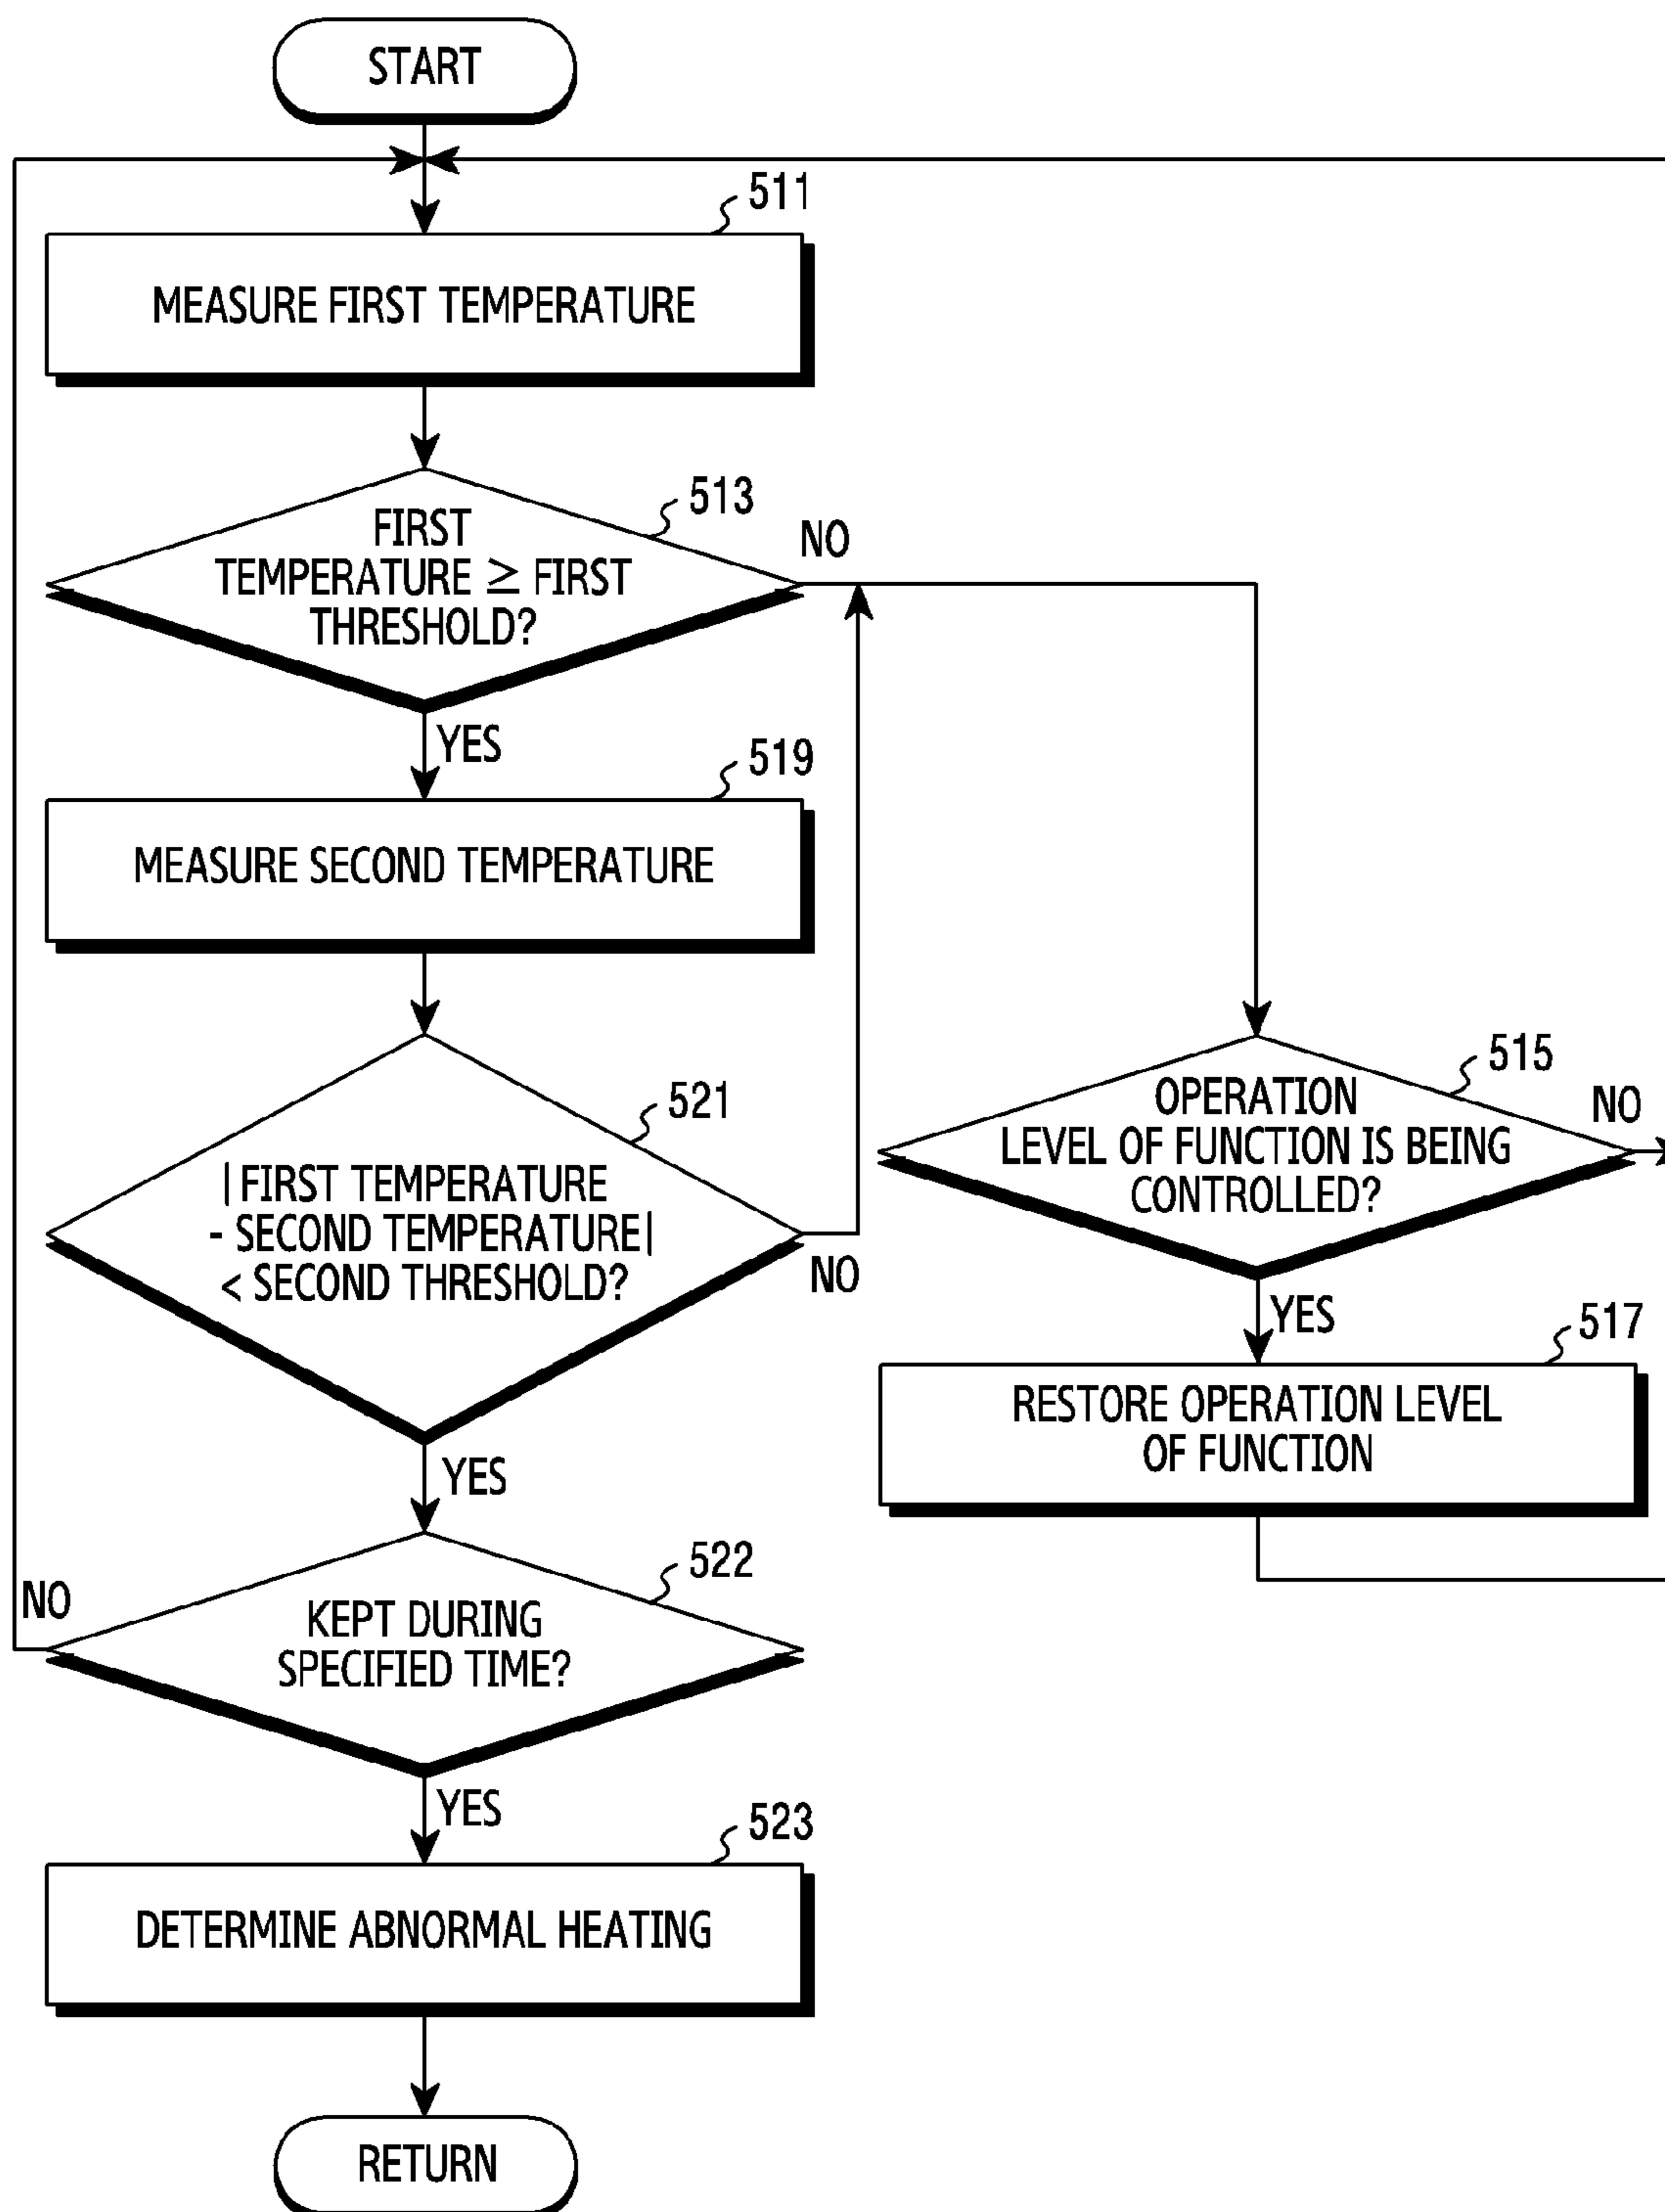 START
511
MEASURE FIRST TEMPERATURE
513
FIRST
TEMPERATURE ≥ FIRST
THRESHOLD?
NO
YES
519
MEASURE SECOND TEMPERATURE
521
|FIRST TEMPERATURE
- SECOND TEMPERATURE|
< SECOND THRESHOLD?
NO
YES
515
OPERATION
LEVEL OF FUNCTION IS BEING
CONTROLLED?
NO
YES
517
RESTORE OPERATION LEVEL
OF FUNCTION
522
KEPT DURING
SPECIFIED TIME?
NO
YES
523
DETERMINE ABNORMAL HEATING
RETURN